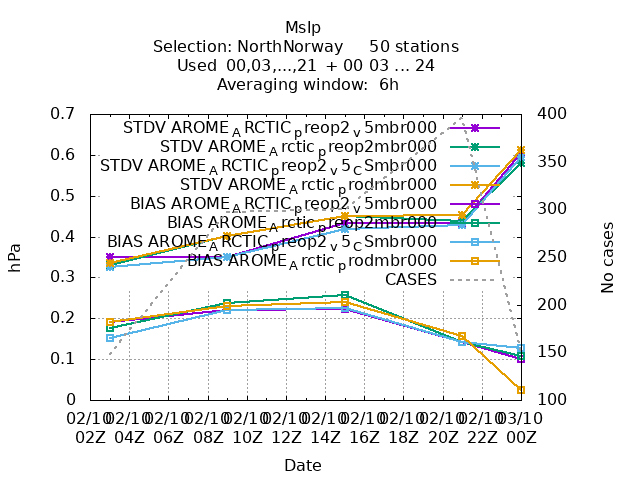 Mslp
Selection: NorthNorway 50 stations
Used 00,03,...,21 + 00 03 ... 24
Averaging window: 6h
0.7
0.6
0.5
0.4
0.3
0.2
0.1
0
hPa
STDV AROME_ARCTIC_preop2_v5mbr000
STDV AROME_Arctic_preop2mbr000
STDV AROME_ARCTIC_preop2_v5_CSmbr000
STDV AROME_Arctic_prodmbr000
BIAS AROME_ARCTIC_preop2_v5mbr000
BIAS AROME_Arctic_preop2mbr000
BIAS AROME_ARCTIC_preop2_v5_CSmbr000
BIAS AROME_Arctic_prodmbr000
CASES
400
350
300
250
200
150
100
No cases
02/10 02/10 02/10 02/10 02/10 02/10 02/10 02/10 02/10 02/10 02/10 03/10
02Z 04Z 06Z 08Z 10Z 12Z 14Z 16Z 18Z 20Z 22Z 00Z
Date